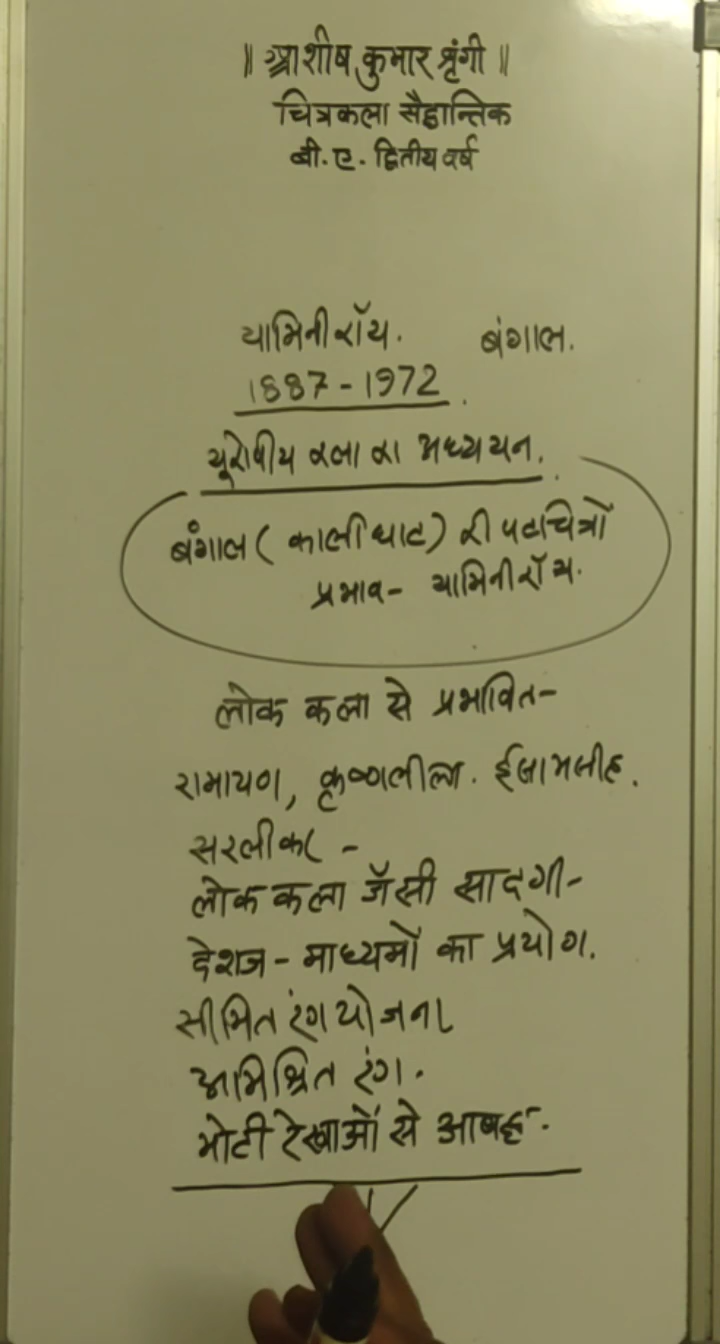 ॥ आशीष कुमार श्रृंगी ॥
चित्रकला सैद्धान्तिक
बी.ए. द्वितीय वर्ष
यामिनी रॉय. बंगाल.
1887-1972.
यूरोपीय कला का अध्ययन.
बंगाल (कालीघाट) की पटचित्रों
प्रभाव- यामिनी रॉय.
लोक कला से प्रभावित-
रामायण, कृष्णलीला. ईसामसीह.
सरलीकर -
लोक कला जैसी सादगी-
देशज - माध्यमों का प्रयोग.
सीमित रंग योजना
अमिश्रित रंग.
मोटी रेखाओं से आबद्ध.